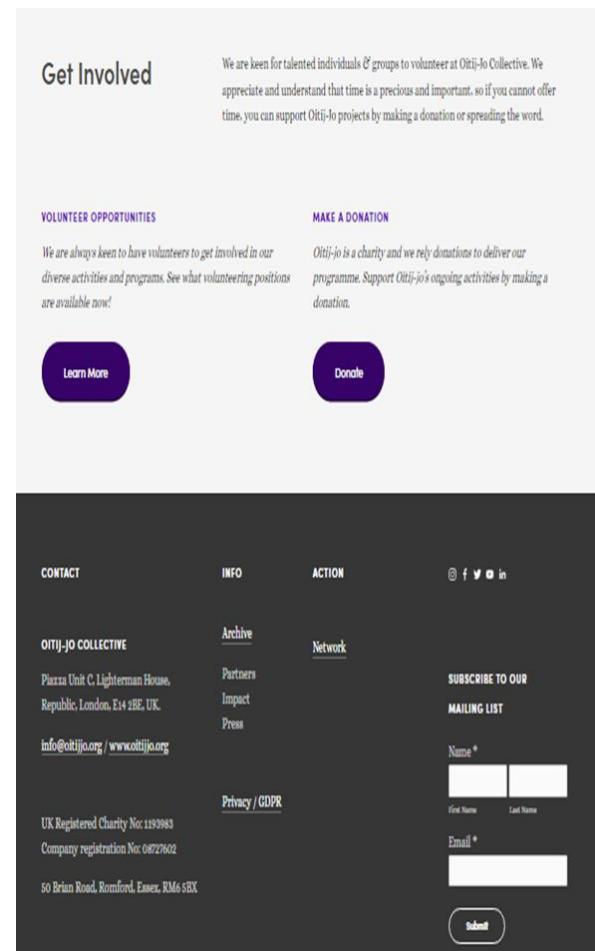 Get Involved
We are keen for talented individuals & groups to volunteer at Oitij-Jo Collective. We
appreciate and understand that time is a precious and important, so if you cannot offer
time, you can support Oitij-Jo projects by making a donation or spreading the word.
VOLUNTEER OPPORTUNITIES
We are always keen to have volunteers to get involved in our
diverse activities and programs. See what volunteering positions
are available now!
Learn More
MAKE A DONATION
Oitij-jo is a charity and we rely donations to deliver our
programme. Support Oitij-jo's ongoing activities by making a
donation.
Donate
CONTACT
OITIJ-JO COLLECTIVE
Piazza Unit C, Lighterman House,
Republic, London, E14 2BE, UK.
info@oitijjo.org / www.oitijjo.org
UK Registered Charity No: 1193983
Company registration No: 08727602
50 Brian Road, Romford, Essex, RM6 5BX
INFO
Archive
Partners
Impact
Press
Privacy / GDPR
ACTION
Network
SUBSCRIBE TO OUR
MAILING LIST
Name *
First Name Last Name
Email *
Submit